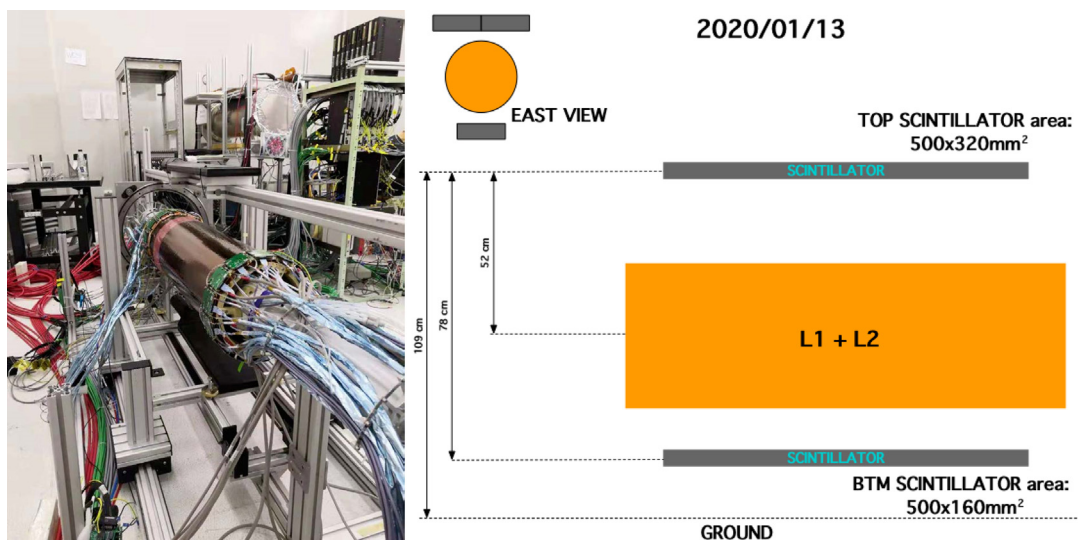 2020/01/13
EAST VIEW
TOP SCINTILLATOR area:
500x320mm²
SCINTILLATOR
52 cm
78 cm
109 cm
L1 + L2
SCINTILLATOR
BTM SCINTILLATOR area:
500x160mm²
GROUND